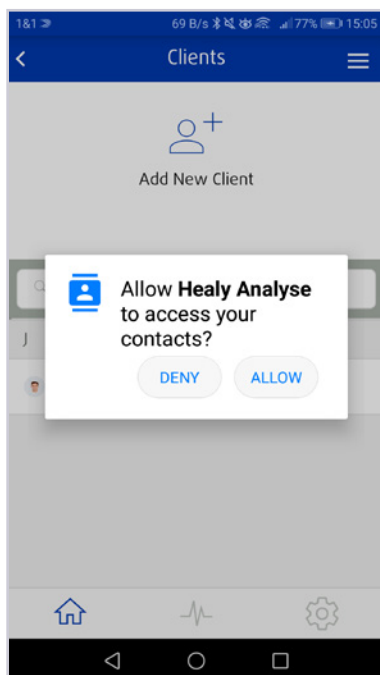 1&1 69 B/s 77% 15:05
Clients
Add New Client
Allow Healy Analyse
to access your
contacts?
DENY ALLOW
J